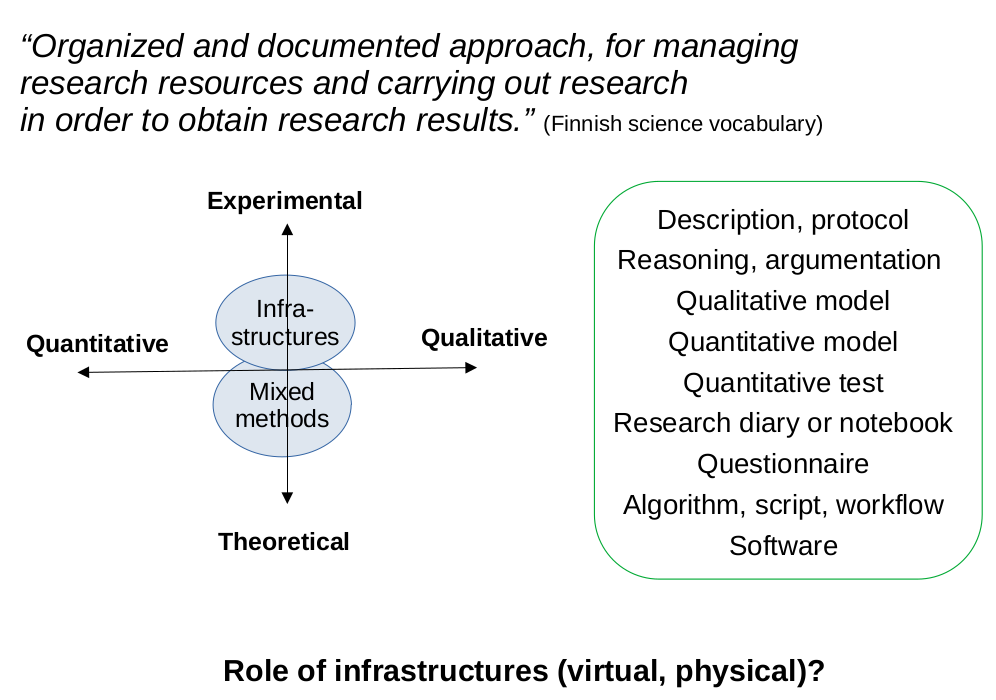 “Organized and documented approach, for managing
research resources and carrying out research
in order to obtain research results.” (Finnish science vocabulary)
Experimental
Infra-
structures
Quantitative
Qualitative
Mixed
methods
Theoretical
Description, protocol
Reasoning, argumentation
Qualitative model
Quantitative model
Quantitative test
Research diary or notebook
Questionnaire
Algorithm, script, workflow
Software
Role of infrastructures (virtual, physical)?